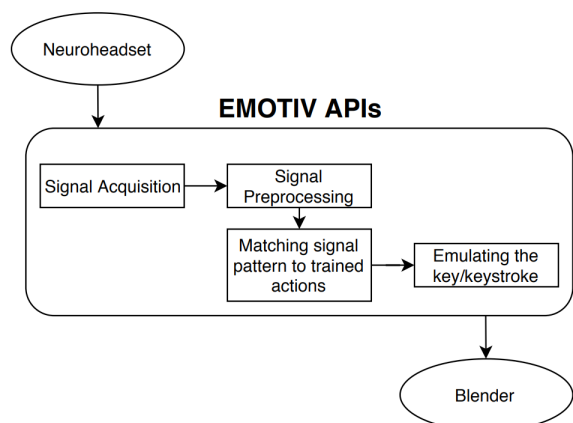 Neuroheadset
EMOTIV APIs
Signal Acquisition
Signal
Preprocessing
Matching signal
pattern to trained
actions
Emulating the
key/keystroke
Blender